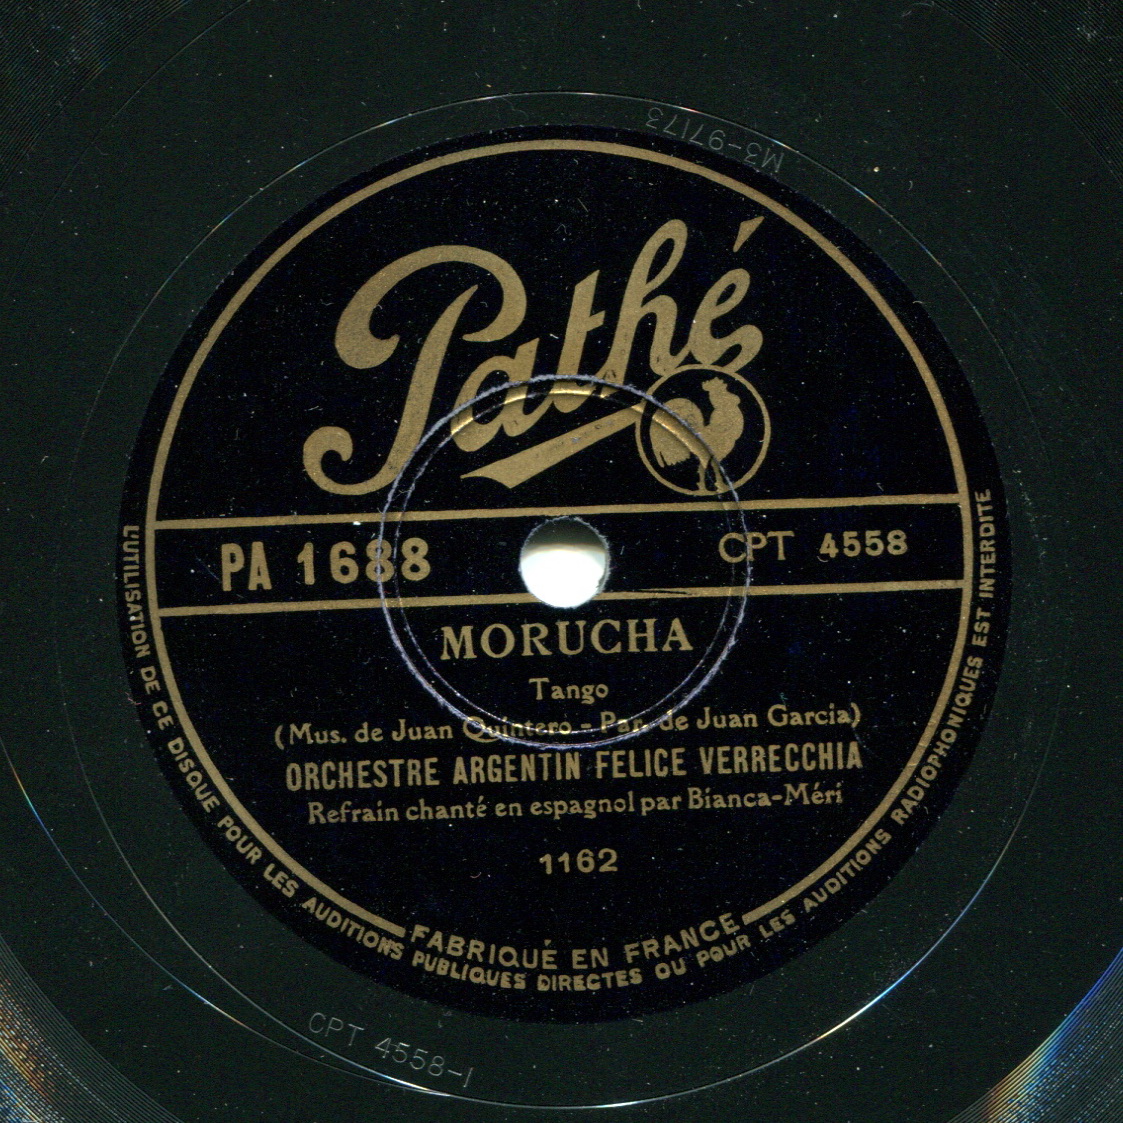 M3-97173
Pathé
PA 1688
CPT 4558
MORUCHA
Tango
(Mus. de Juan Quintero - Par. de Juan Garcia)
ORCHESTRE ARGENTIN FELICE VERRECCHIA
Refrain chanté en espagnol par Bianca-Méri
1162
FABRIQUÉ EN FRANCE
L'UTILISATION DE CE DISQUE POUR LES AUDITIONS PUBLIQUES DIRECTES OU POUR LES AUDITIONS RADIOPHONIQUES EST INTERDITE
CPT 4558-1